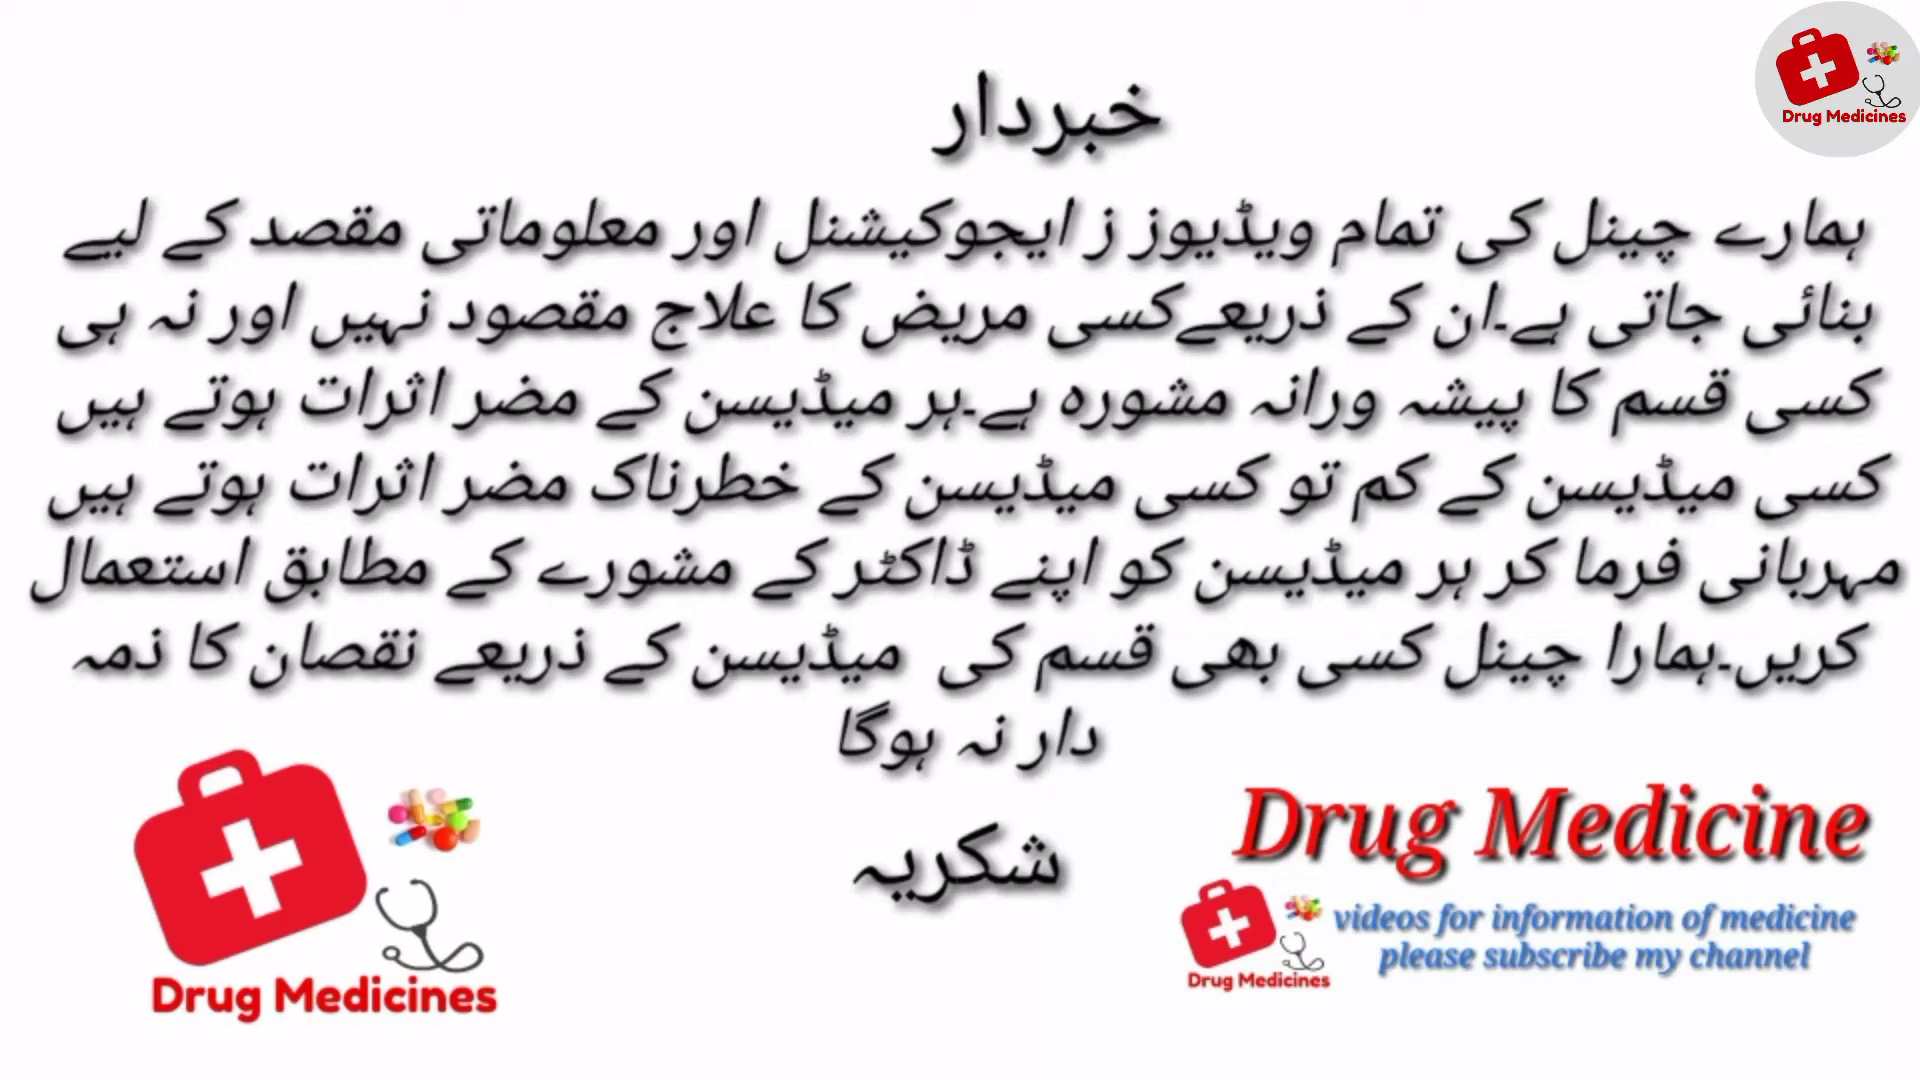 Drug Medicines
خبردار
ہمارے چینل کی تمام ویڈیوز ز ایجوکیشنل اور معلوماتی مقصد کے لیے
بنائی جاتی ہے۔ان کے ذریعےکسی مریض کا علاج مقصود نہیں اور نہ ہی
کسی قسم کا پیشہ ورانہ مشورہ ہے۔ہر میڈیسن کے مضر اثرات ہوتے ہیں
کسی میڈیسن کے کم تو کسی میڈیسن کے خطرناک مضر اثرات ہوتے ہیں
مہربانی فرما کر ہر میڈیسن کو اپنے ڈاکٹر کے مشورے کے مطابق استعمال
کریں۔ہمارا چینل کسی بھی قسم کی میڈیسن کے ذریعے نقصان کا ذمہ
دار نہ ہوگا
شکریہ
Drug Medicine
videos for information of medicine
please subscribe my channel
Drug Medicines
Drug Medicines